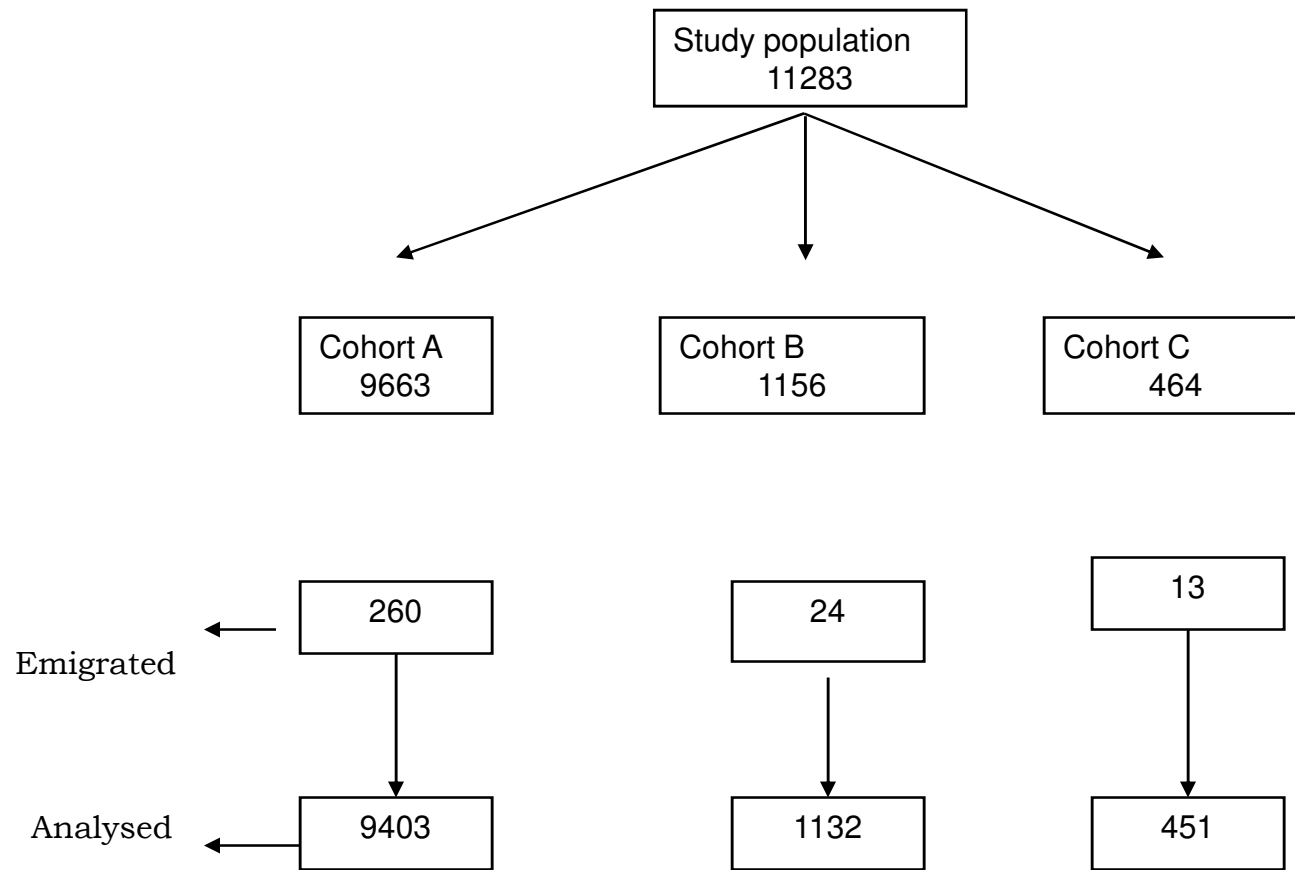 Study population
11283
Cohort A
9663
Cohort B
1156
Cohort C
464
260
24
13
Emigrated
Analysed
9403
1132
451